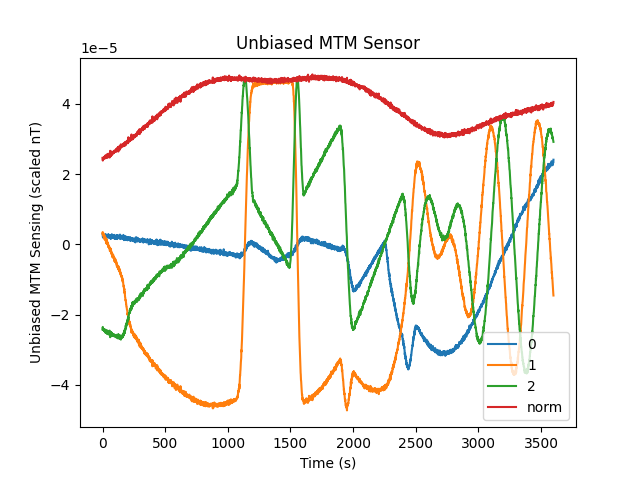 Unbiased MTM Sensor
1e−5
Unbiased MTM Sensing (scaled nT)
4
2
0
−2
−4
0
1
2
norm
0 500 1000 1500 2000 2500 3000 3500
Time (s)